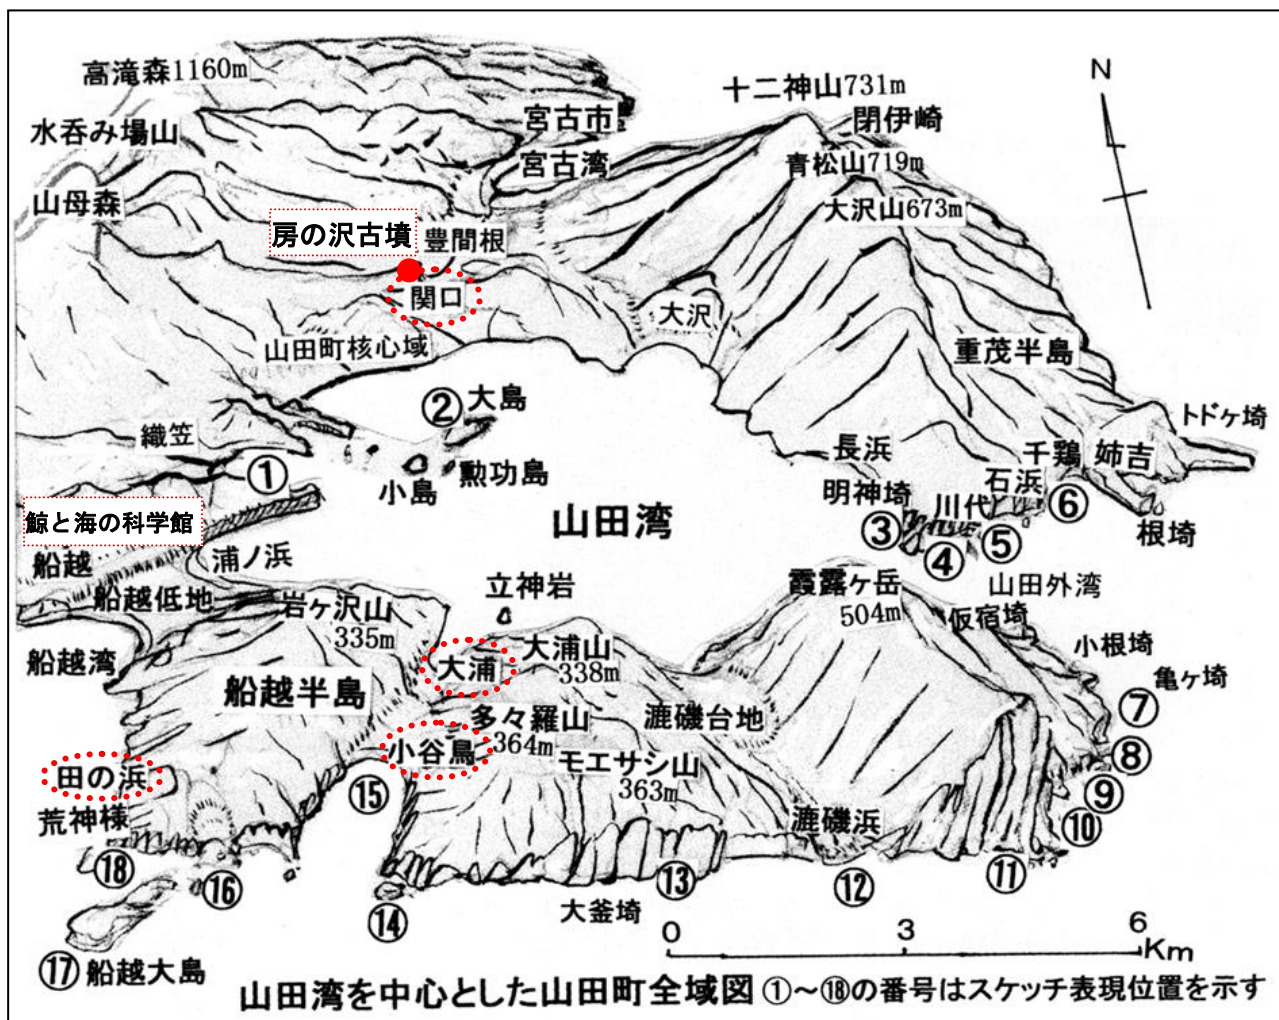 高滝森1160m
十二神山731m
N
水呑み場山
宮古市
閉伊崎
宮古湾
青松山719m
山母森
大沢山673m
房の沢古墳
豊間根
関口
大沢
山田町核心域
重茂半島
② 大島
トドヶ埼
織笠
長浜
千鶏
姉吉
①
小島
勲功島
明神埼
石浜
⑥
鯨と海の科学館
山田湾
③
川代
④
⑤
根埼
船越
浦ノ浜
山田外湾
船越低地
立神岩
霞露ヶ岳
504m
岩ヶ沢山
335m
仮宿埼
船越湾
大浦
大浦山
338m
小根埼
亀ヶ埼
船越半島
⑦
多々羅山
364m
漉磯台地
小谷鳥
⑧
田の浜
モエサシ山
363m
⑮
⑨
荒神様
漉磯浜
⑩
⑱
⑯
⑬
⑫
⑪
⑭
大釜埼
0 3 6
Km
⑰船越大島
山田湾を中心とした山田町全域図 ①～⑱の番号はスケッチ表現位置を示す